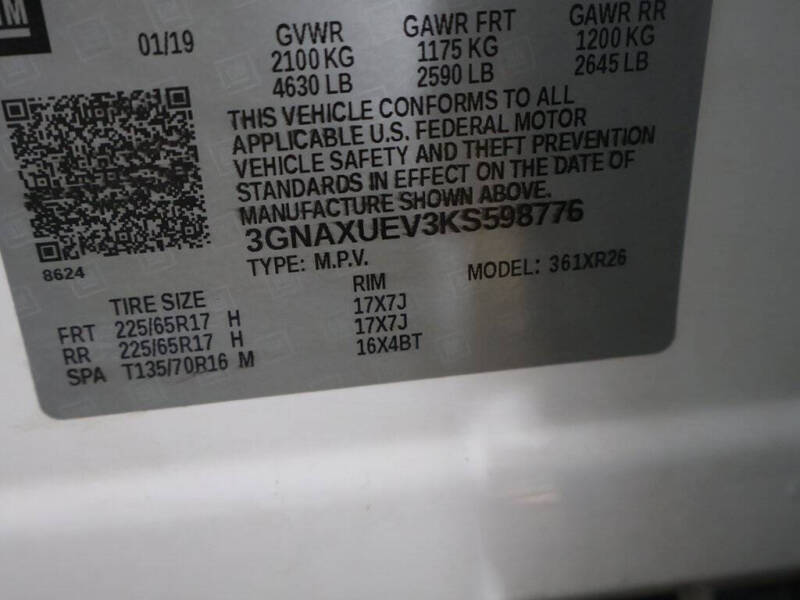 GM
01/19 GVWR GAWR FRT GAWR RR
2100 KG 1175 KG 1200 KG
4630 LB 2590 LB 2645 LB
THIS VEHICLE CONFORMS TO ALL
APPLICABLE U.S. FEDERAL MOTOR
VEHICLE SAFETY AND THEFT PREVENTION
STANDARDS IN EFFECT ON THE DATE OF
MANUFACTURE SHOWN ABOVE.
3GNAXUEV3KS598776
8624
TYPE: M.P.V. MODEL: 361XR26
TIRE SIZE RIM
FRT 225/65R17 H 17X7J
RR 225/65R17 H 17X7J
SPA T135/70R16 M 16X4BT